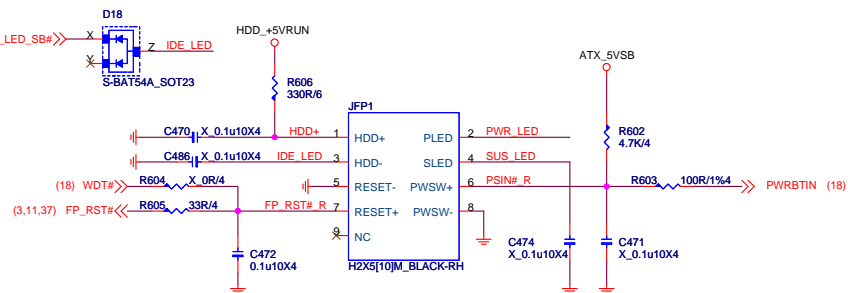 D18
_LED_SB#
X
Y
Z
IDE_LED
S-BAT54A_SOT23
HDD_+5VRUN
R606
330R/6
ATX_5VSB
R602
4.7K/4
JFP1
C470 X_0.1u10X4 HDD+ 1 HDD+ PLED 2 PWR_LED
C486 X_0.1u10X4 IDE_LED 3 HDD- SLED 4 SUS_LED
(18) WDT# R604 X_0R/4 5 RESET- PWSW+ 6 PSIN#_R R603 100R/1%4 PWRBTIN (18)
(3,11,37) FP_RST# R605 33R/4 FP_RST#_R 7 RESET+ PWSW- 8
9 NC
C472
0.1u10X4
H2X5[10]M_BLACK-RH
C474
X_0.1u10X4
C471
X_0.1u10X4